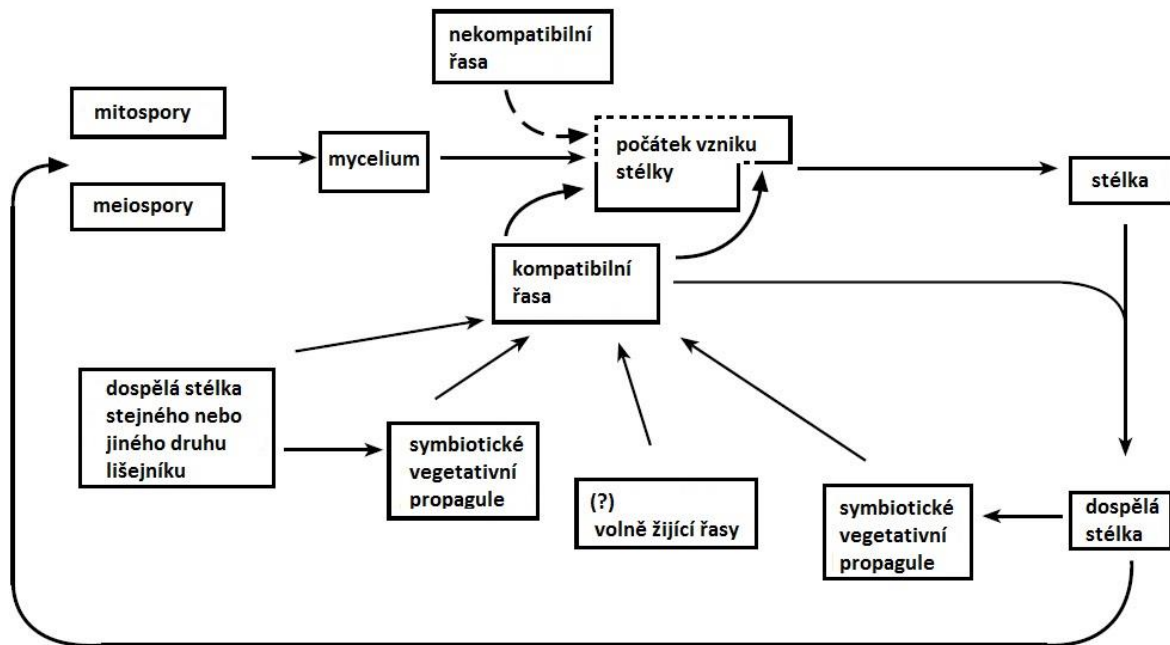 nekompatibilní
řasa
mitospory
mycelium
počátek vzniku
stélky
stélka
meiospory
kompatibilní
řasa
dospělá stélka
stejného nebo
jiného druhu
lišejníku
symbiotické
vegetativní
propagule
(?)
volně žijící řasy
symbiotické
vegetativní
propagule
dospělá
stélka